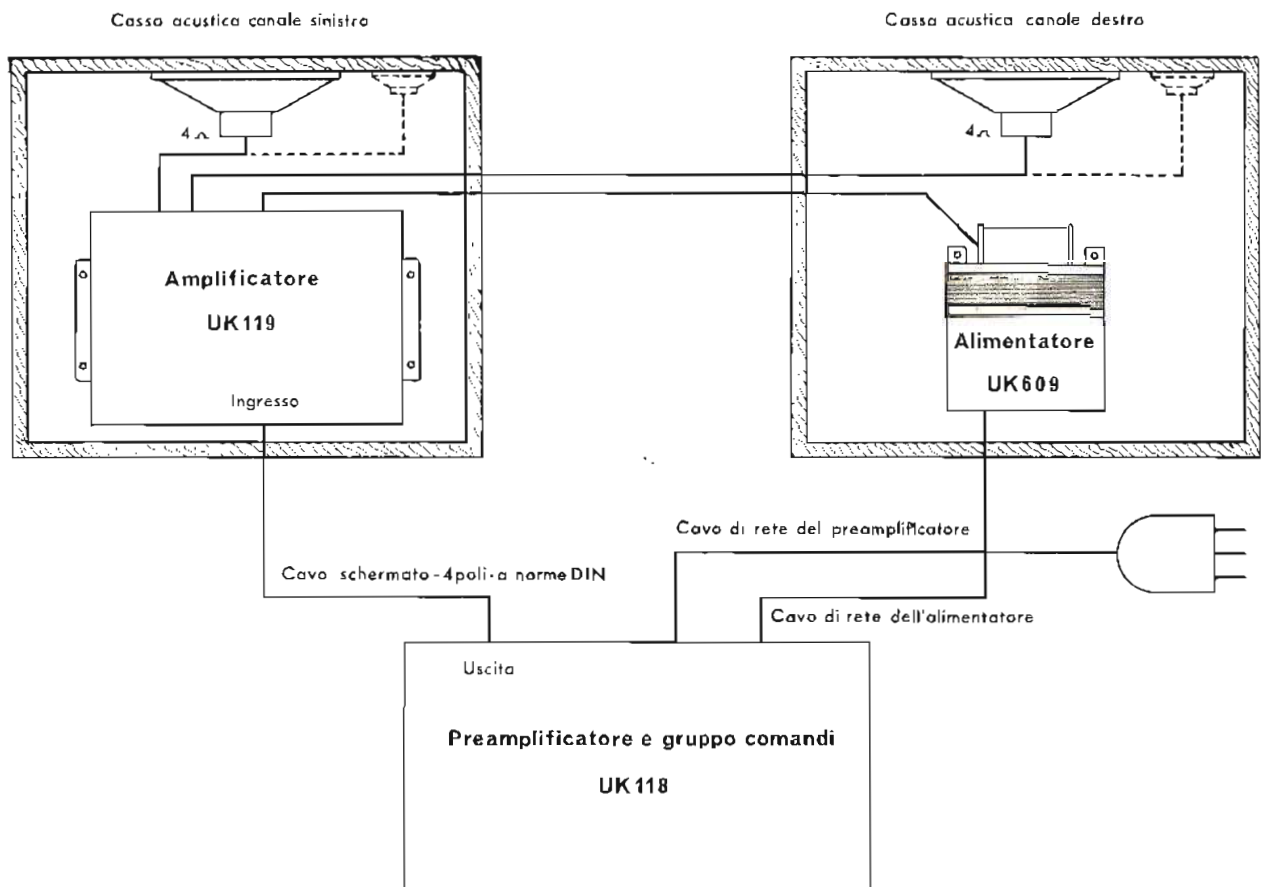 Cassa acustica canale sinistro
Cassa acustica canale destro
4Ω
4Ω
Amplificatore
UK119
Ingresso
Alimentatore
UK609
Cavo di rete del preamplificatore
Cavo schermato-4poli-a norme DIN
Cavo di rete dell'alimentatore
Uscita
Preamplificatore e gruppo comandi
UK118